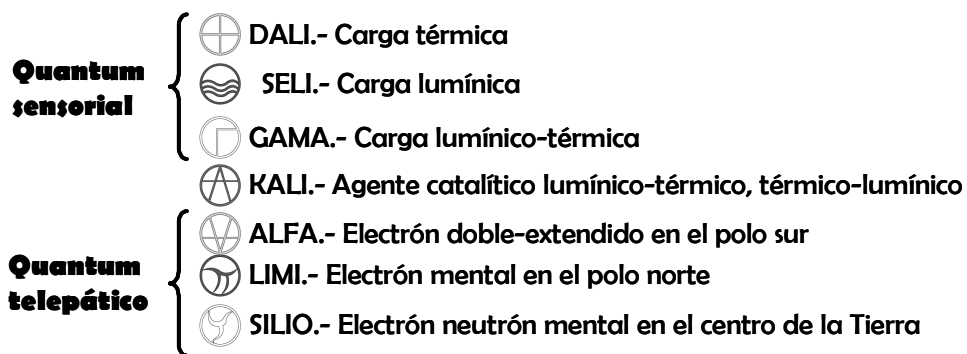 Quantum
sensorial
DALI.- Carga térmica
SELI.- Carga lumínica
GAMA.- Carga lumínico-térmica
KALI.- Agente catalítico lumínico-térmico, térmico-lumínico
Quantum
telepático
ALFA.- Electrón doble-extendido en el polo sur
LIMI.- Electrón mental en el polo norte
SILIO.- Electrón neutrón mental en el centro de la Tierra